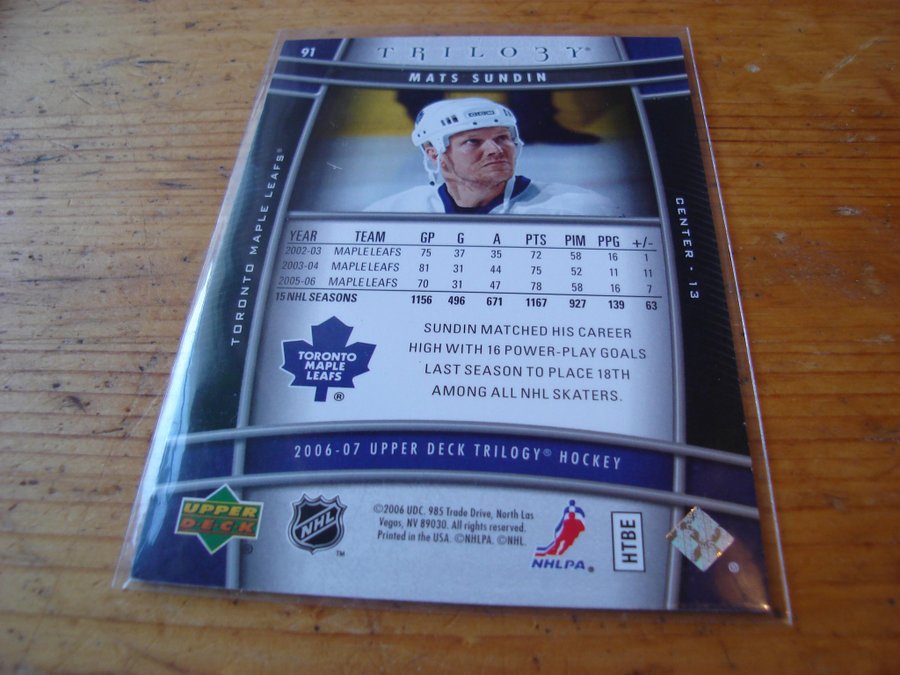 91
TRILOGY®
MATS SUNDIN
CCM
TORONTO MAPLE LEAFS®
CENTER · 13
YEAR TEAM GP G A PTS PIM PPG +/-
2002-03 MAPLE LEAFS 75 37 35 72 58 16 1
2003-04 MAPLE LEAFS 81 31 44 75 52 11 11
2005-06 MAPLE LEAFS 70 31 47 78 58 16 7
15 NHL SEASONS 1156 496 671 1167 927 139 63
TORONTO
MAPLE
LEAFS
®
SUNDIN MATCHED HIS CAREER
HIGH WITH 16 POWER-PLAY GOALS
LAST SEASON TO PLACE 18TH
AMONG ALL NHL SKATERS.
2006-07 UPPER DECK TRILOGY® HOCKEY
UPPER
DECK
®
NHL
™
©2006 UDC. 985 Trade Drive, North Las
Vegas, NV 89030. All rights reserved.
Printed in the USA. ©NHLPA. ©NHL.
NHLPA®
HTBE
®